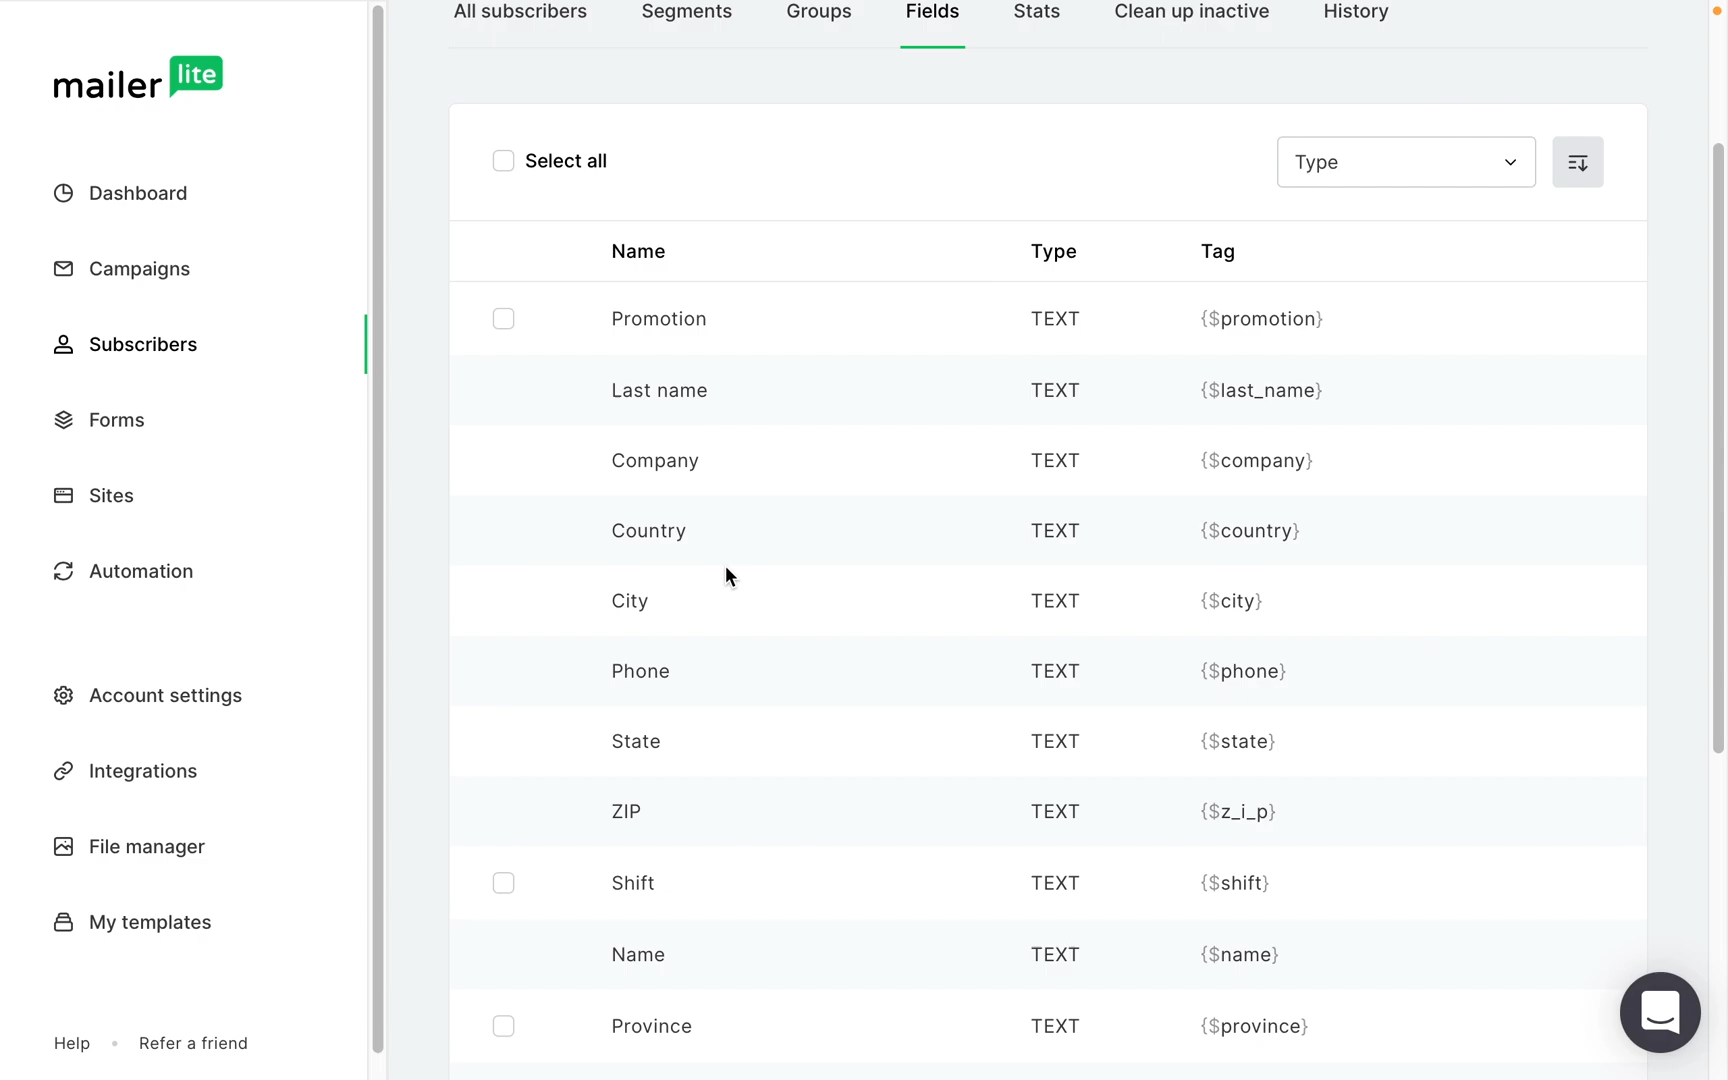 All subscribers Segments Groups Fields Stats Clean up inactive History
mailer lite
Dashboard
Campaigns
Subscribers
Forms
Sites
Automation
Account settings
Integrations
File manager
My templates
Help • Refer a friend
Select all Type
Name Type Tag
Promotion TEXT {$promotion}
Last name TEXT {$last_name}
Company TEXT {$company}
Country TEXT {$country}
City TEXT {$city}
Phone TEXT {$phone}
State TEXT {$state}
ZIP TEXT {$z_i_p}
Shift TEXT {$shift}
Name TEXT {$name}
Province TEXT {$province}